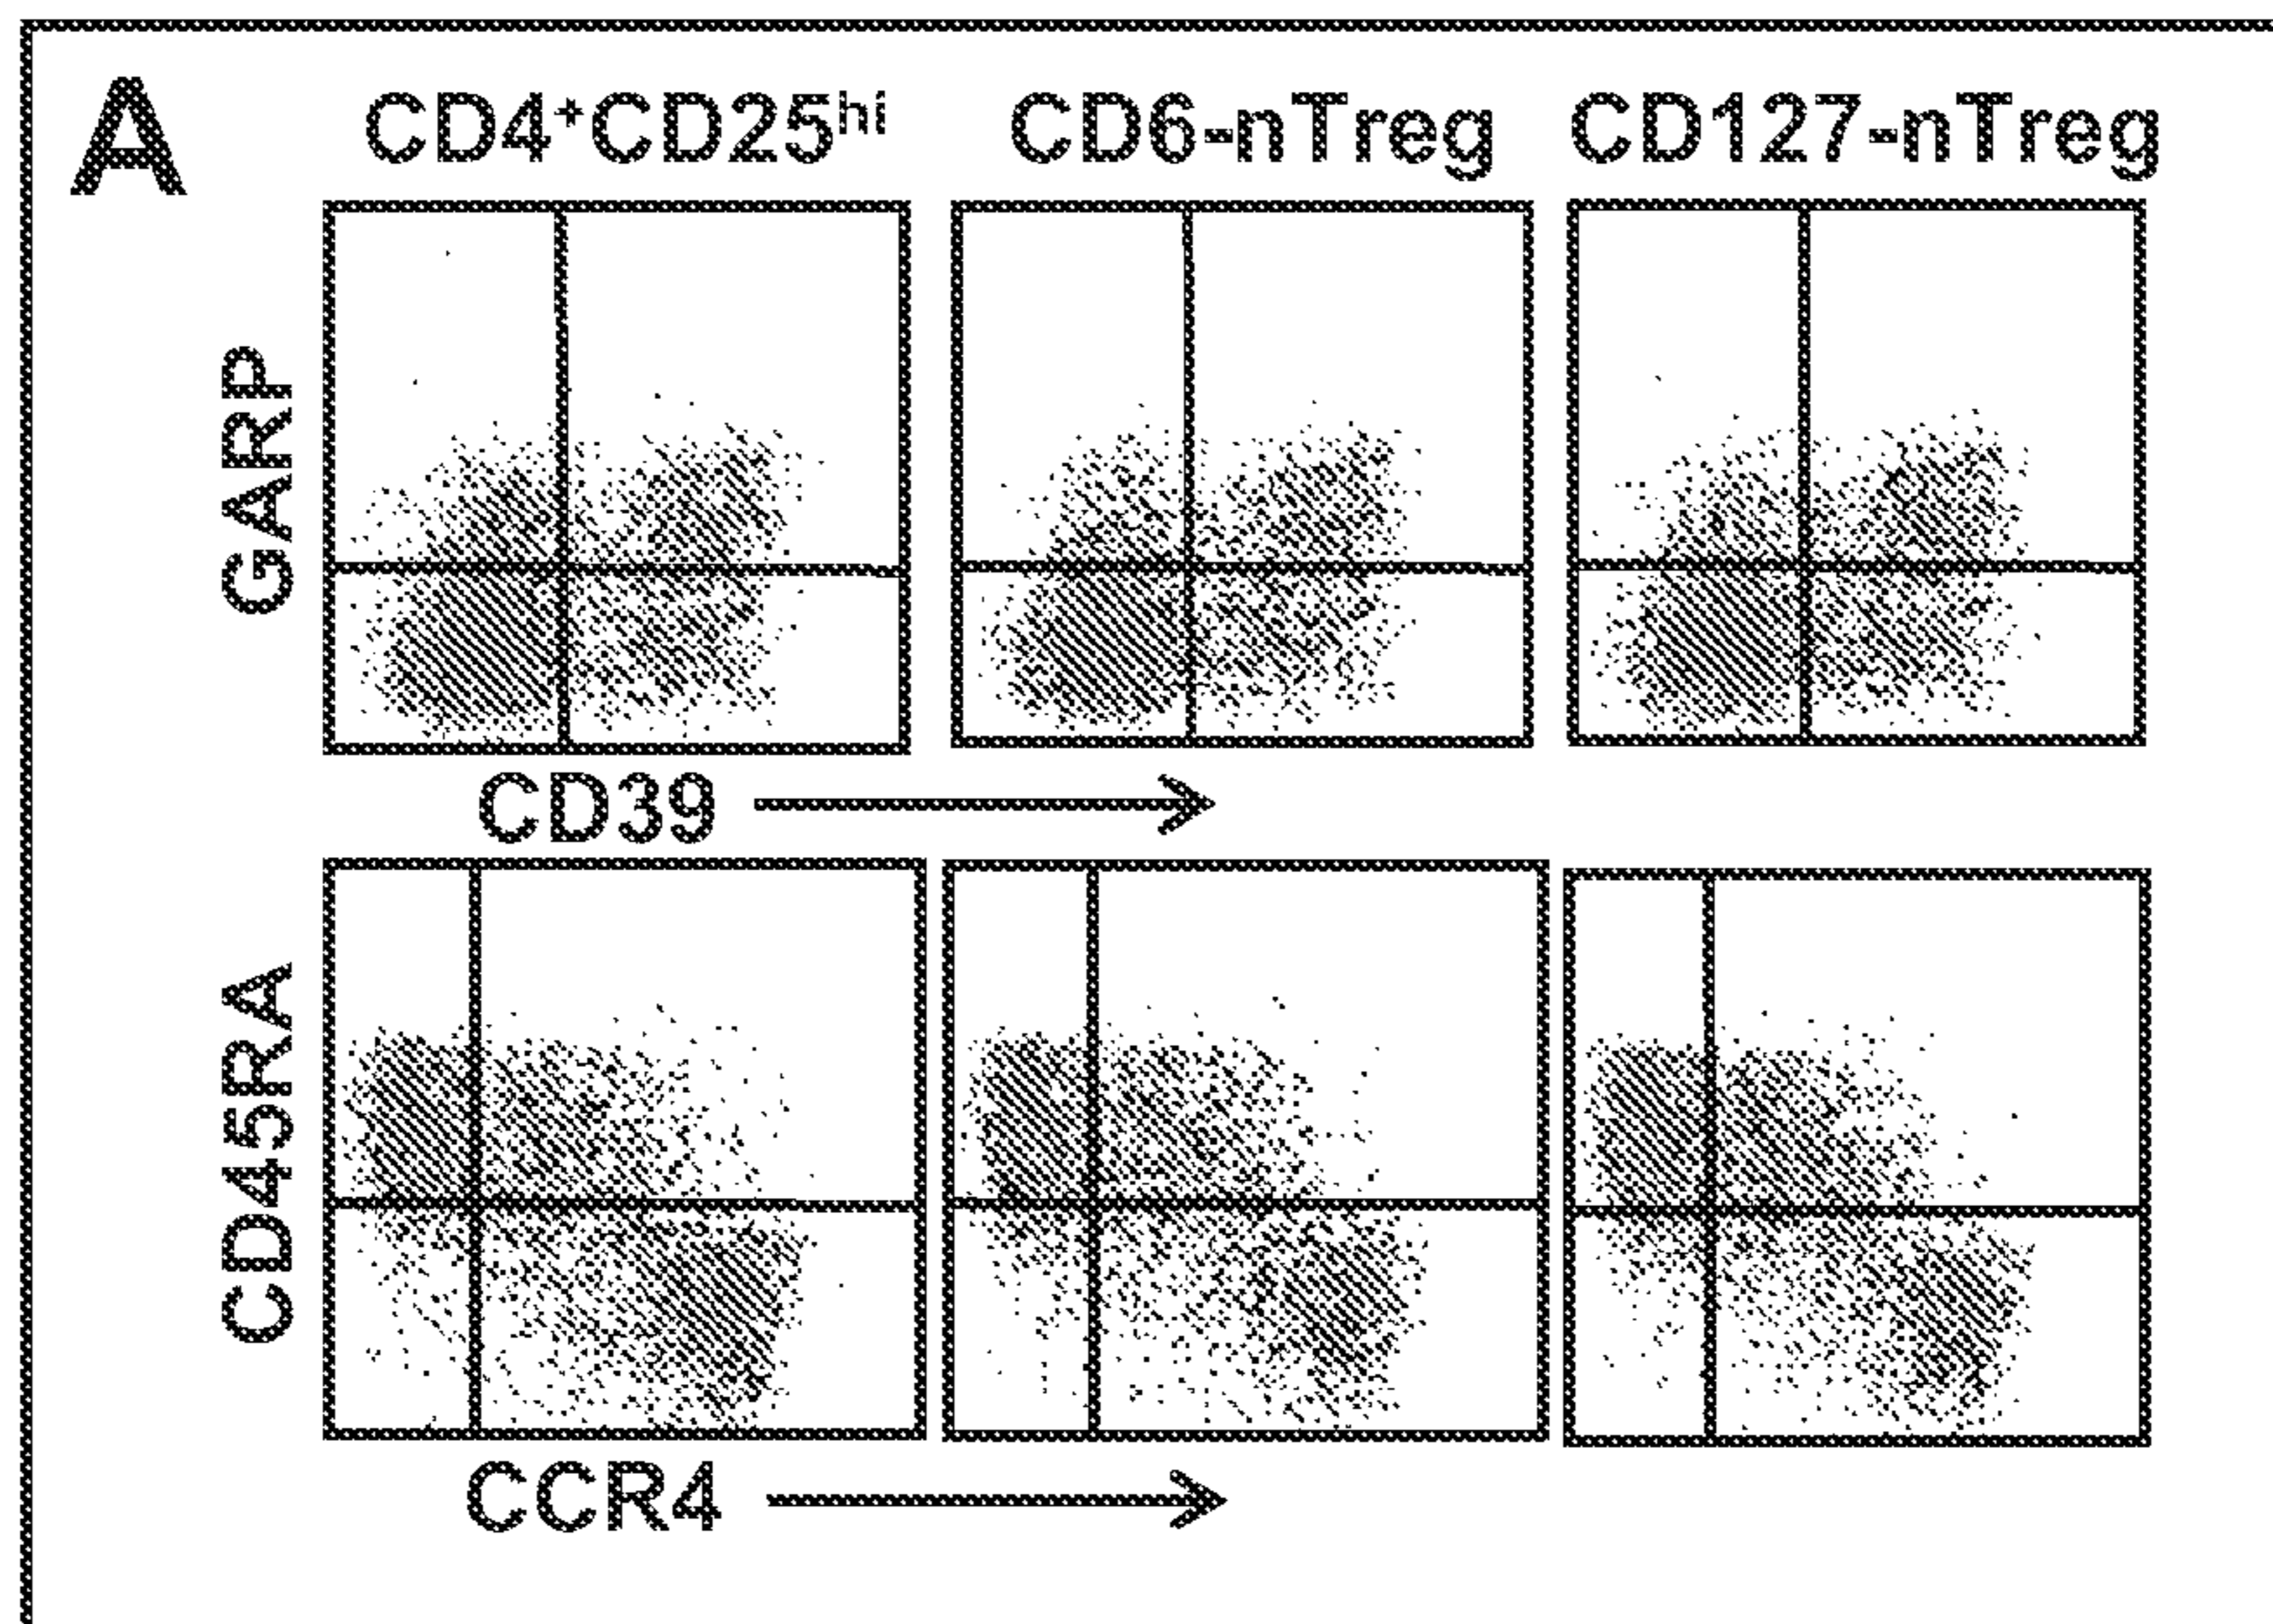 A
CD4⁺CD25ʰⁱ CD6-nTreg CD127-nTreg
GARP
CD39
CD45RA
CCR4